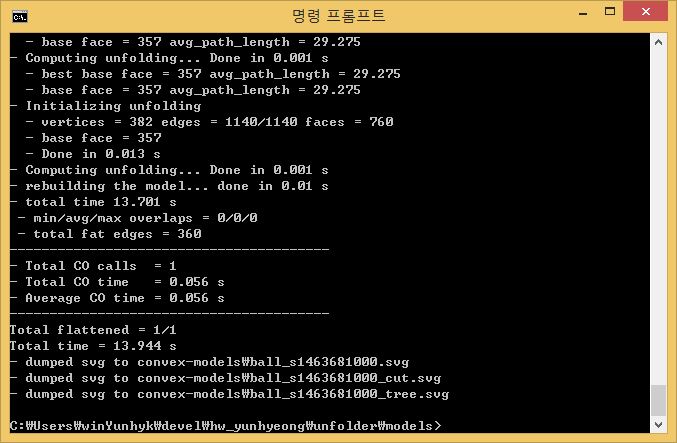 명령 프롬프트
- base face = 357 avg_path_length = 29.275
- Computing unfolding... Done in 0.001 s
- best base face = 357 avg_path_length = 29.275
- base face = 357 avg_path_length = 29.275
- Initializing unfolding
- vertices = 382 edges = 1140/1140 faces = 760
- base face = 357
- Done in 0.013 s
- Computing unfolding... Done in 0.001 s
- rebuilding the model... done in 0.01 s
- total time 13.701 s
- min/avg/max overlaps = 0/0/0
- total fat edges = 360
----------------------------------------
- Total CO calls  = 1
- Total CO time   = 0.056 s
- Average CO time = 0.056 s
----------------------------------------
Total flattened = 1/1
Total time = 13.944 s
- dumped svg to convex-models₩ball_s1463681000.svg
- dumped svg to convex-models₩ball_s1463681000_cut.svg
- dumped svg to convex-models₩ball_s1463681000_tree.svg
C:₩Users₩winYunhyk₩devel₩hw_yunhyeong₩unfolder₩models>